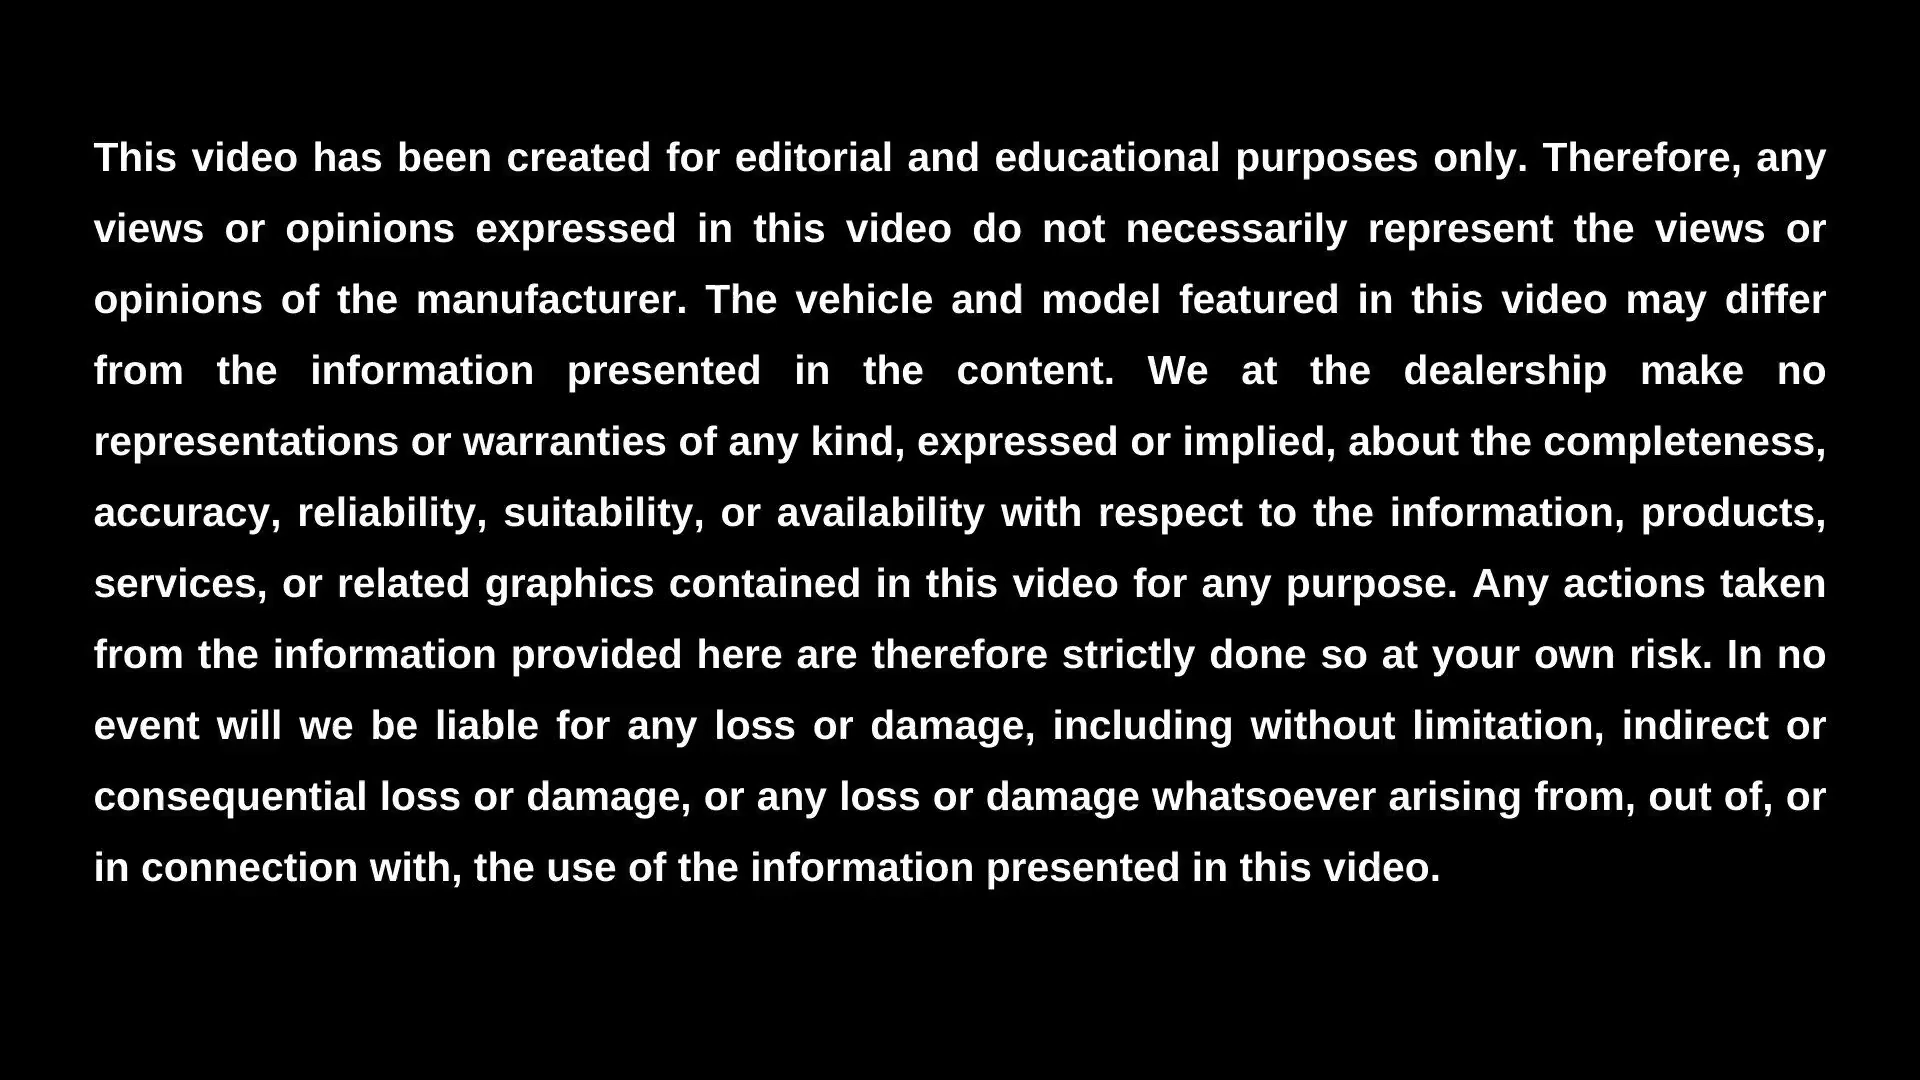 This video has been created for editorial and educational purposes only. Therefore, any
views or opinions expressed in this video do not necessarily represent the views or
opinions of the manufacturer. The vehicle and model featured in this video may differ
from the information presented in the content. We at the dealership make no
representations or warranties of any kind, expressed or implied, about the completeness,
accuracy, reliability, suitability, or availability with respect to the information, products,
services, or related graphics contained in this video for any purpose. Any actions taken
from the information provided here are therefore strictly done so at your own risk. In no
event will we be liable for any loss or damage, including without limitation, indirect or
consequential loss or damage, or any loss or damage whatsoever arising from, out of, or
in connection with, the use of the information presented in this video.